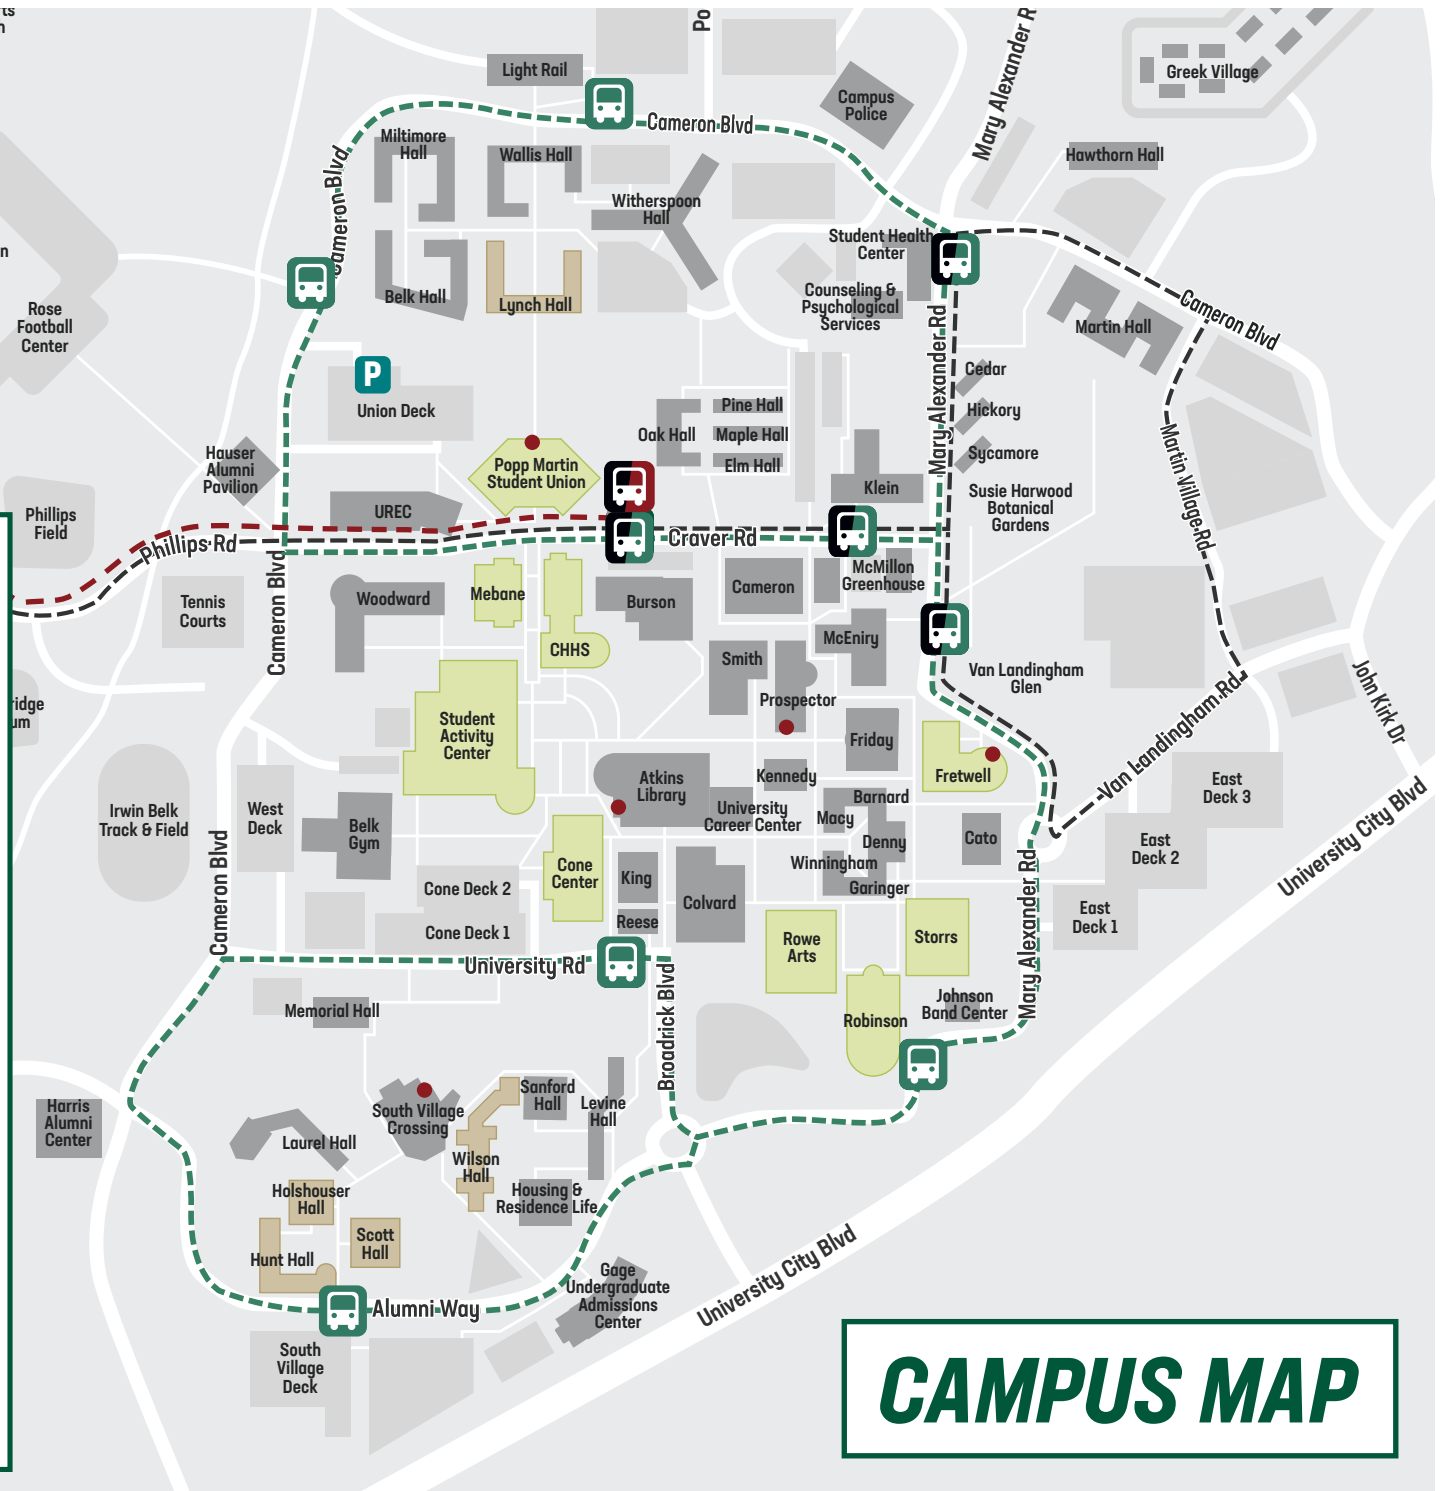 Po
Mary Alexander R
Greek Village
Light Rail
Campus
Police
Cameron Blvd
Miltimore
Hall
Wallis Hall
Hawthorn Hall
Cameron Blvd
Witherspoon
Hall
Student Health
Center
Belk Hall
Lynch Hall
Counseling &
Psychological
Services
Rose
Football
Center
Martin Hall
Cameron Blvd
Mary Alexander Rd
Cedar
P
Union Deck
Hickory
Pine Hall
Oak Hall
Maple Hall
Elm Hall
Sycamore
Hauser
Alumni
Pavilion
Popp Martin
Student Union
Martin Village Rd
Klein
Susie Harwood
Botanical
Gardens
Phillips
Field
UREC
Phillips Rd
Craver Rd
Cameron Blvd
McMillon
Greenhouse
Cameron
Woodward
Mebane
Burson
Tennis
Courts
CHHS
McEniry
Smith
Van Landingham
Glen
Prospector
ridge
um
Student
Activity
Center
Friday
Van Landingham Rd
John Kirk Dr
Fretwell
Kennedy
Atkins
Library
East
Deck 3
University City Blvd
Barnard
University
Career Center
Macy
Irwin Belk
Track & Field
West
Deck
Belk
Gym
Denny
Cato
East
Deck 2
Winningham
Garinger
Cone
Center
King
Cone Deck 2
Colvard
Cameron Blvd
Mary Alexander Rd
East
Deck 1
Reese
Cone Deck 1
Rowe
Arts
Storrs
University Rd
Broadrick Blvd
Memorial Hall
Johnson
Band Center
Robinson
Sanford
Hall
Levine
Hall
South Village
Crossing
Harris
Alumni
Center
Laurel Hall
Wilson
Hall
Holshouser
Hall
Housing &
Residence Life
Scott
Hall
Hunt Hall
University City Blvd
Gage
Undergraduate
Admissions
Center
Alumni Way
South
Village
Deck
CAMPUS MAP